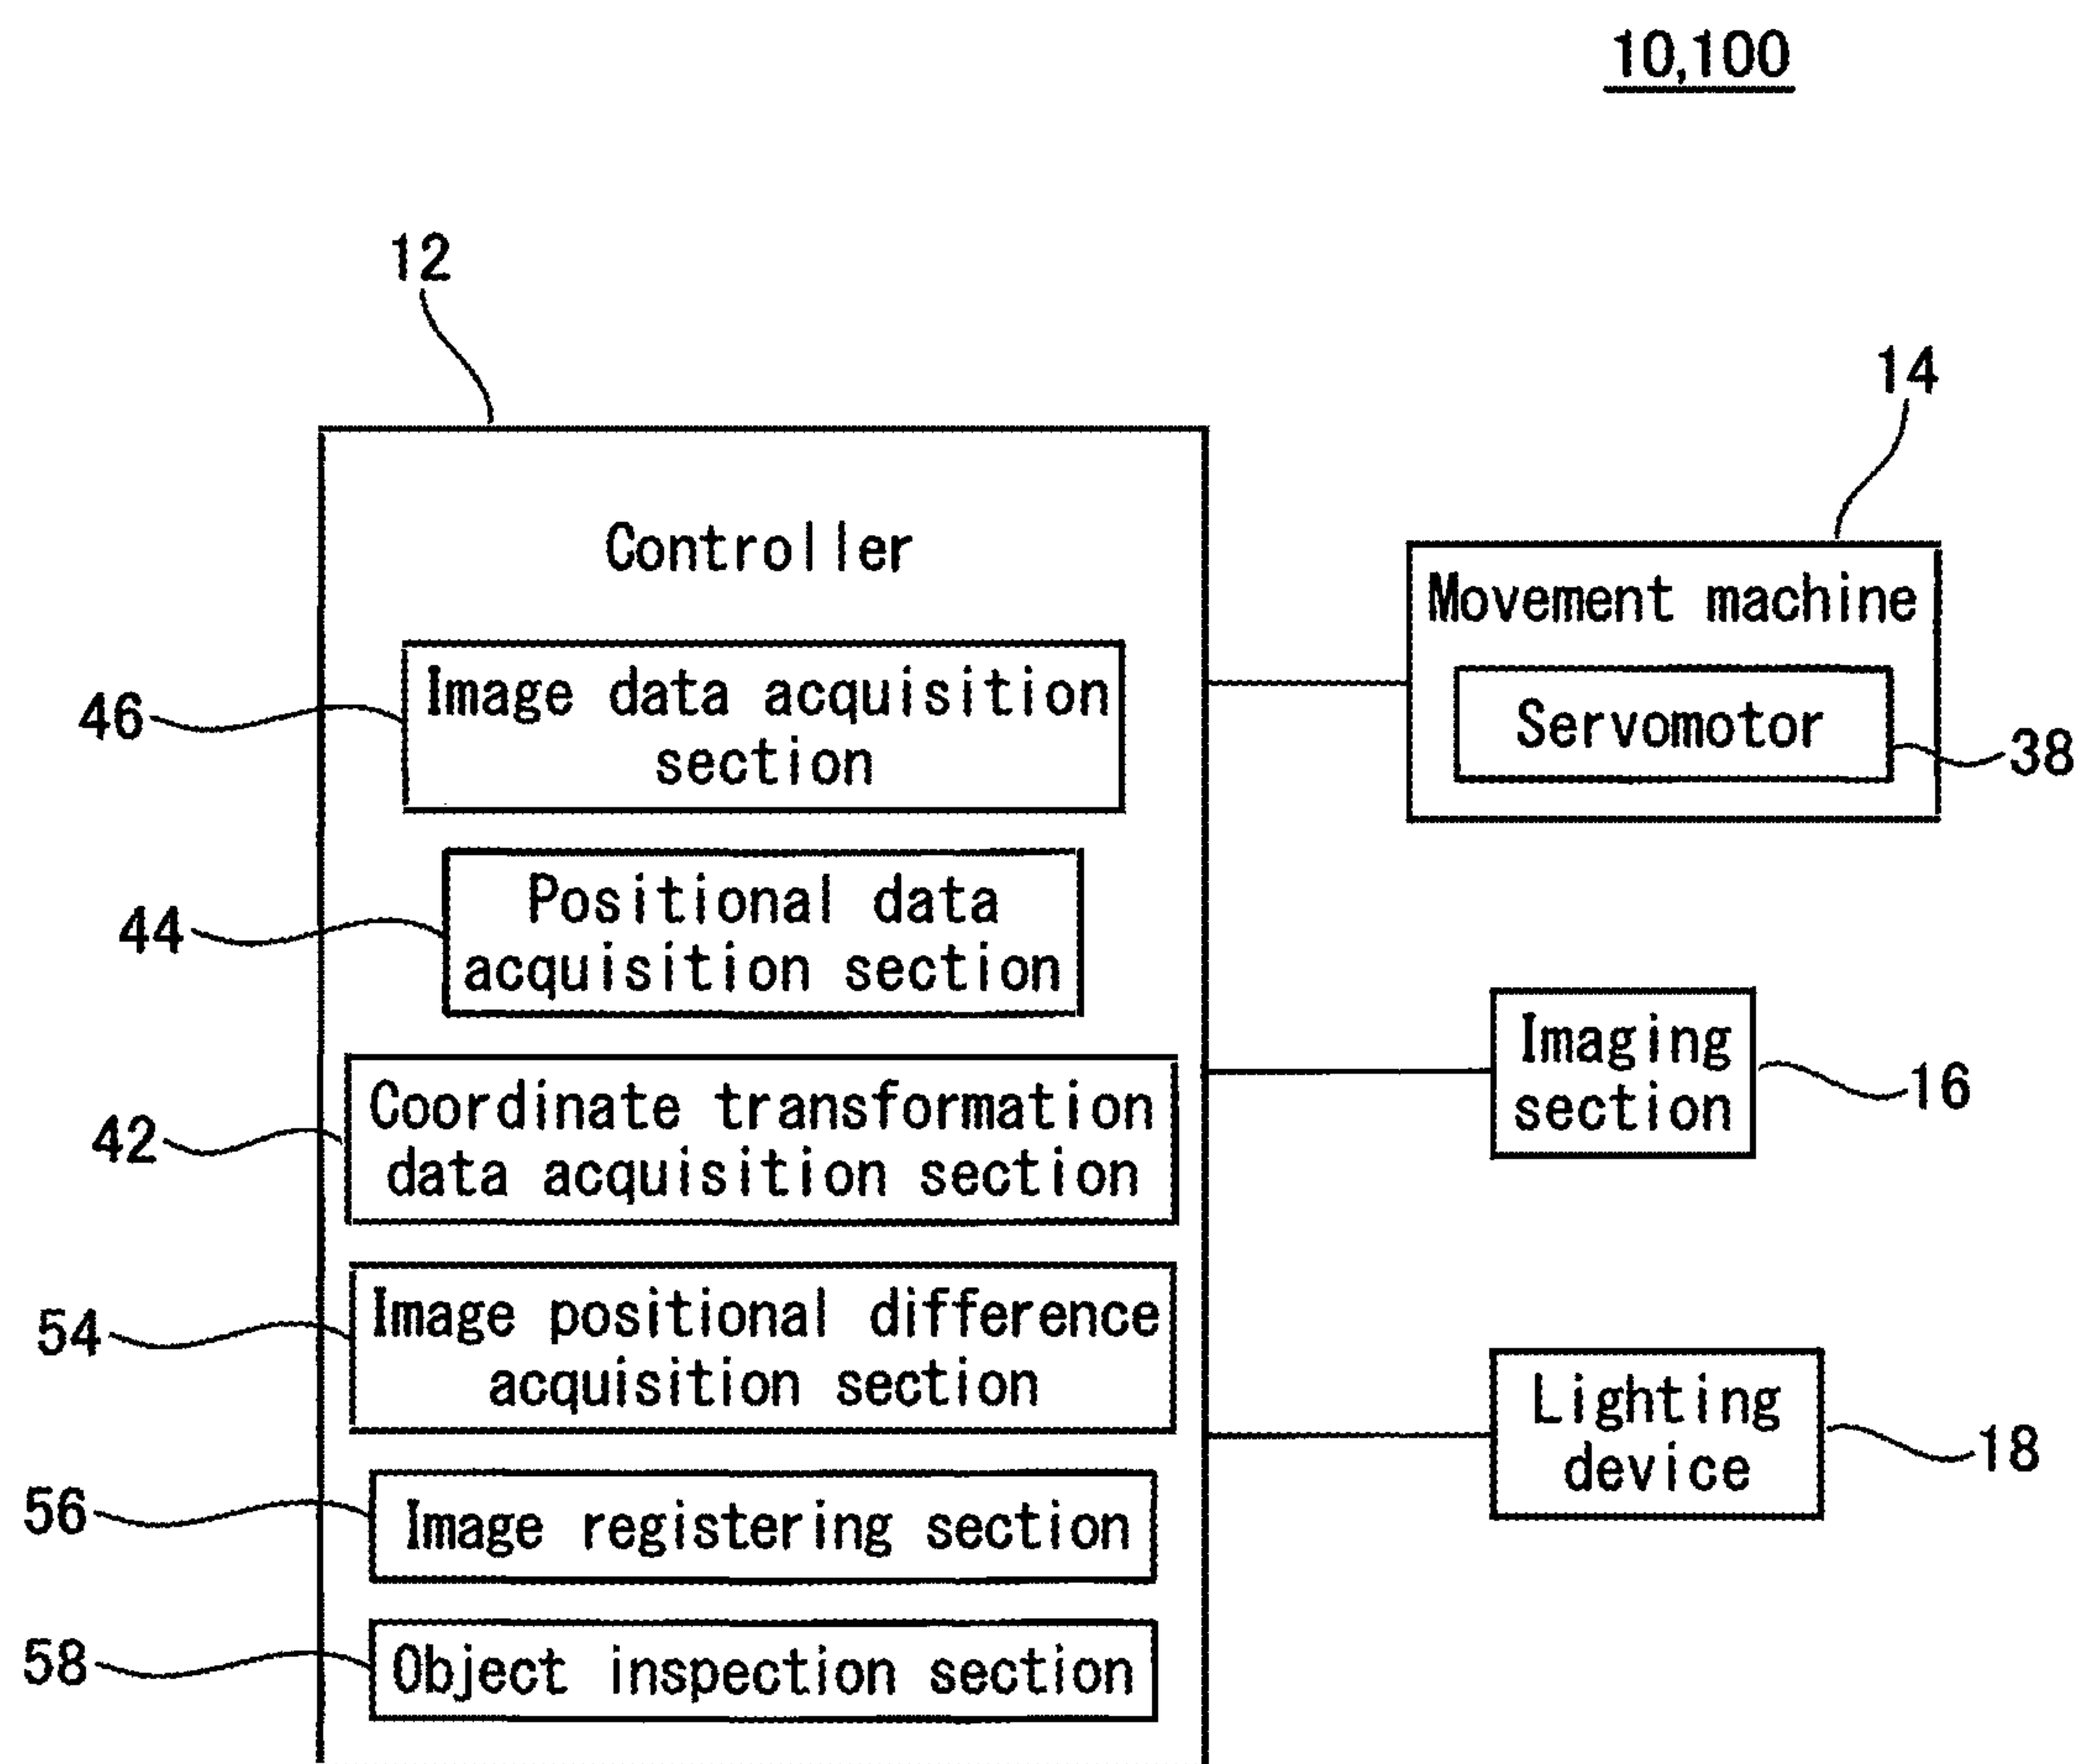 10,100
12
14
Controller
Movement machine
Servomotor
38
46
Image data acquisition
section
44
Positional data
acquisition section
Imaging
section
16
42
Coordinate transformation
data acquisition section
54
Image positional difference
acquisition section
Lighting
device
18
56
Image registering section
58
Object inspection section